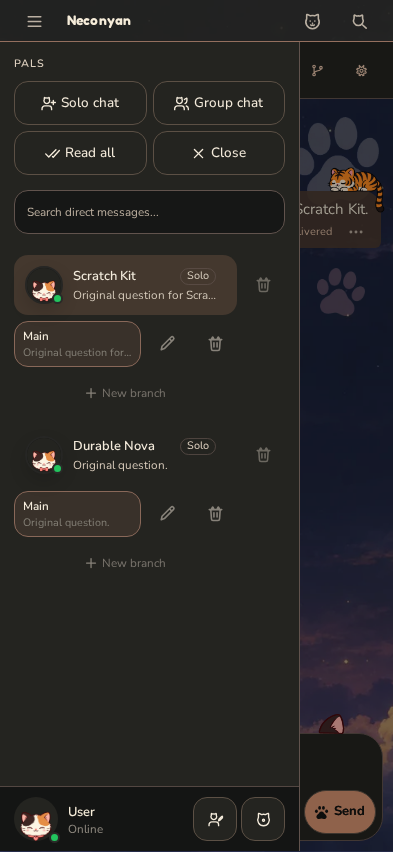 Neconyan
PALS
Solo chat
Group chat
Read all
Close
Search direct messages...
Scratch Kit
Solo
Original question for Scra...
Main
Original question for...
New branch
Durable Nova
Solo
Original question.
Main
Original question.
New branch
Scratch Kit.
ivered
User
Online
Send